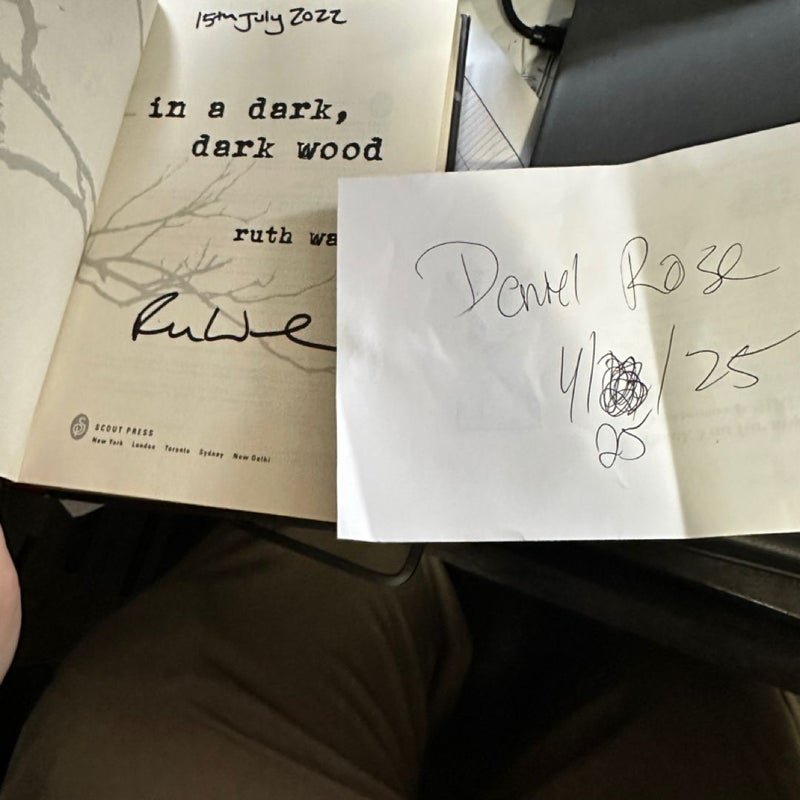 15th July 2022
in a dark,
dark wood
ruth wa
SCOUT PRESS
New York London Toronto Sydney New Delhi
Daniel Rose
4/ /25
25